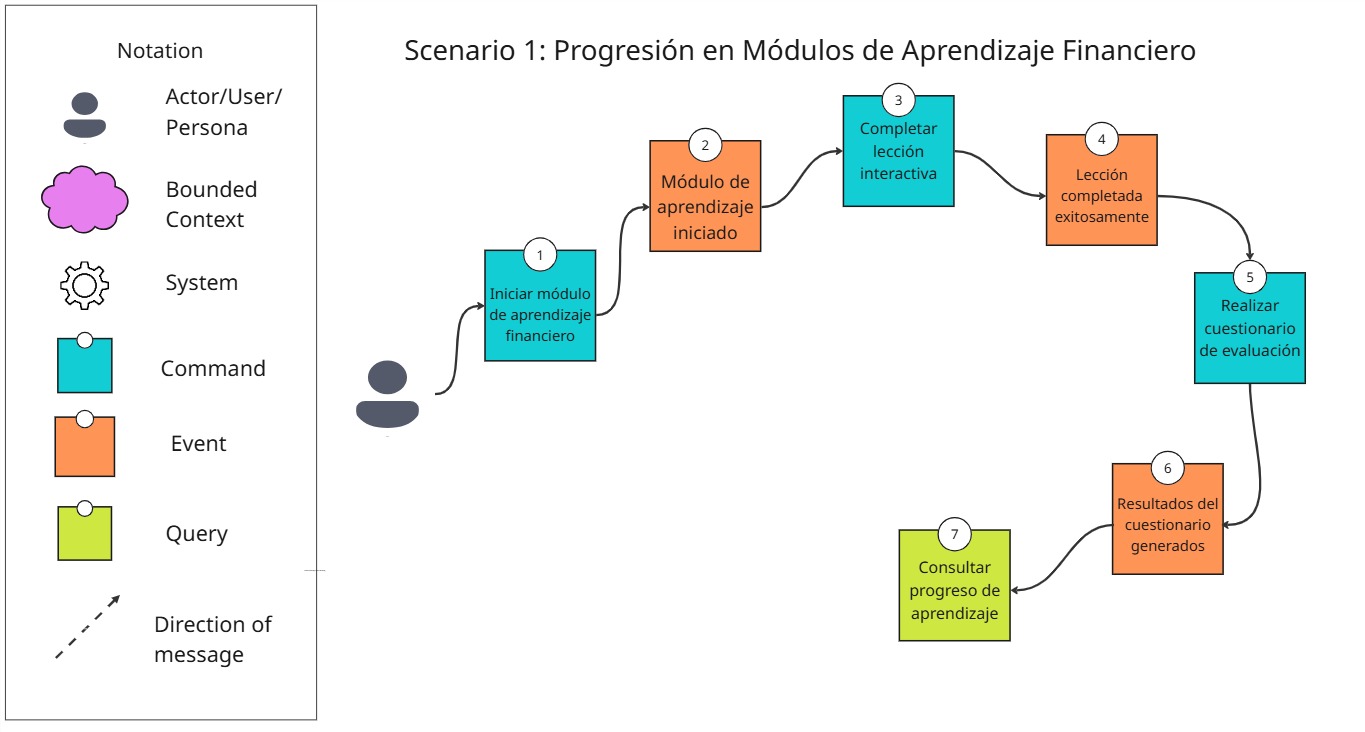 Notation
Actor/User/
Persona
Bounded
Context
System
Command
Event
Query
Direction of
message
Scenario 1: Progresión en Módulos de Aprendizaje Financiero
1
Iniciar módulo
de aprendizaje
financiero
2
Módulo de
aprendizaje
iniciado
3
Completar
lección
interactiva
4
Lección
completada
exitosamente
5
Realizar
cuestionario
de evaluación
6
Resultados del
cuestionario
generados
7
Consultar
progreso de
aprendizaje